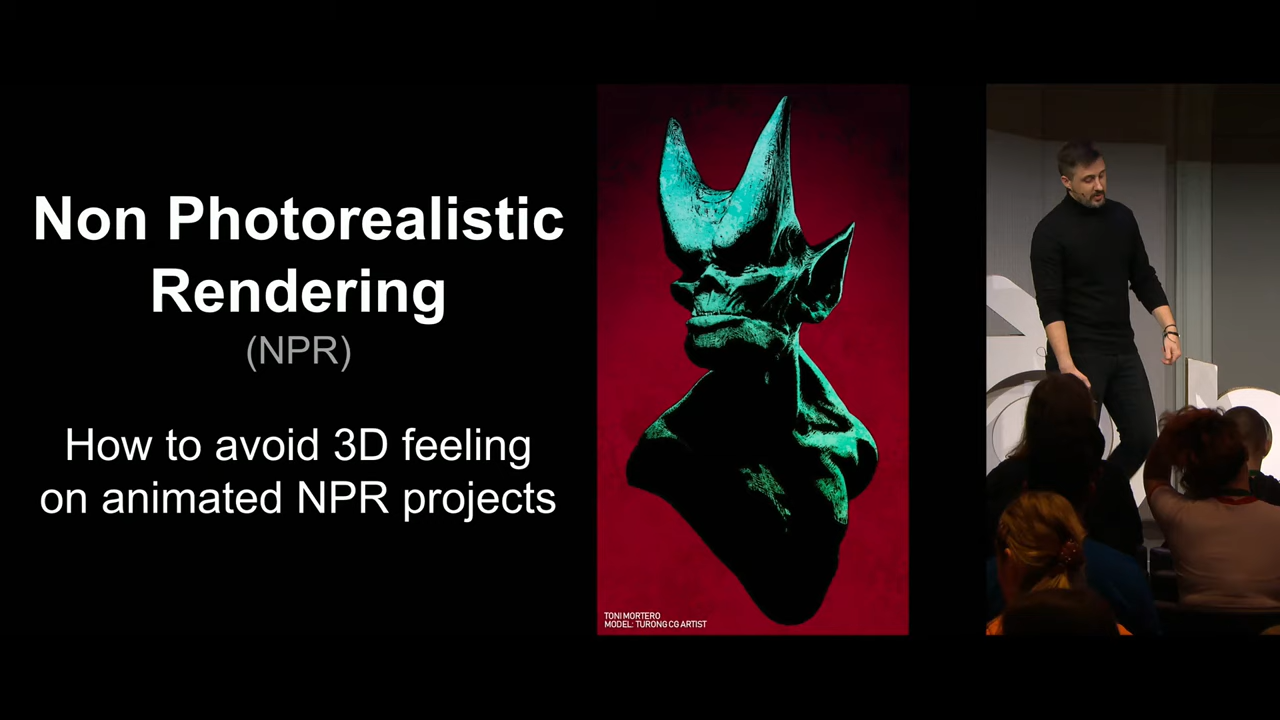 Non Photorealistic
Rendering
(NPR)
How to avoid 3D feeling
on animated NPR projects
TONI MORTERO
MODEL: TURONG CG ARTIST